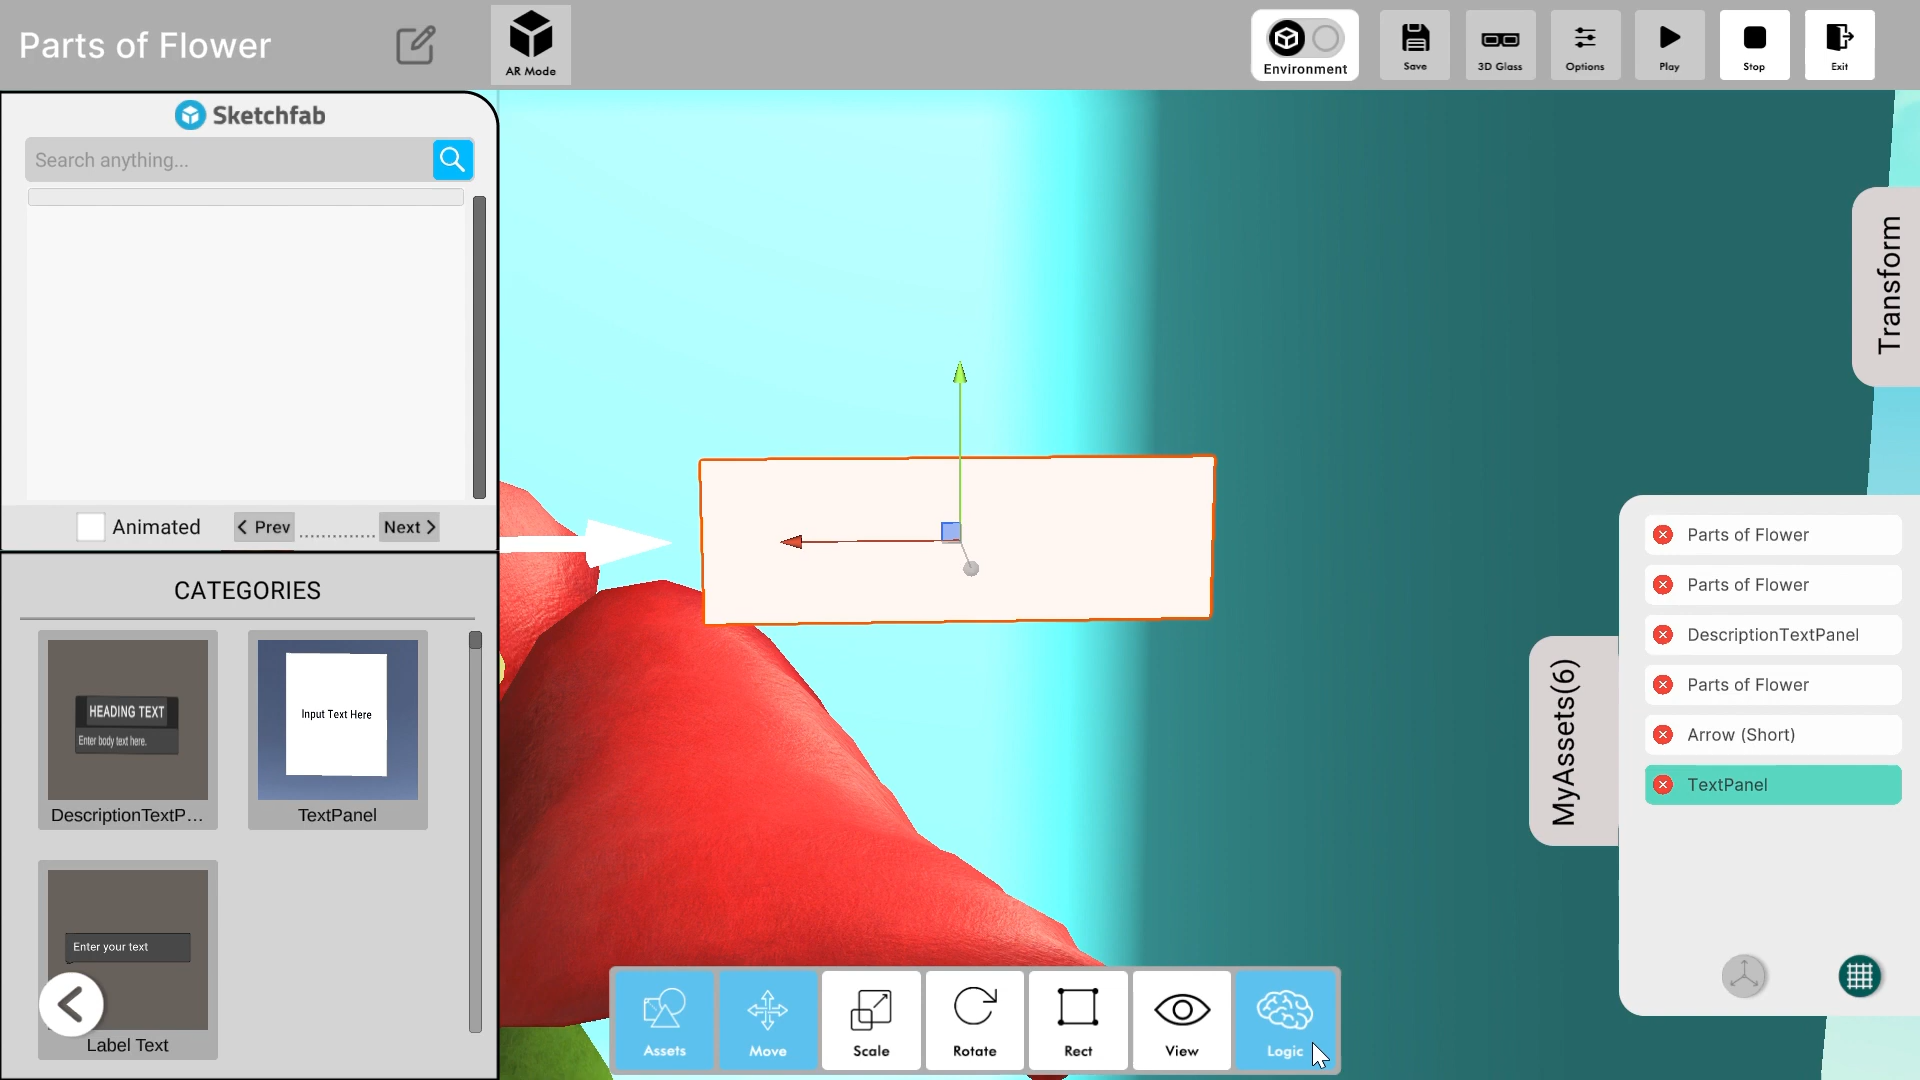 Parts of Flower
AR Mode
Environment
Save
3D Glass
Options
Play
Stop
Exit
Sketchfab
Search anything...
Animated
Prev
Next
CATEGORIES
HEADING TEXT
Enter body text here.
DescriptionTextP...
Input Text Here
TextPanel
Enter your text
Label Text
Assets
Move
Scale
Rotate
Rect
View
Logic
Transform
MyAssets(6)
Parts of Flower
Parts of Flower
DescriptionTextPanel
Parts of Flower
Arrow (Short)
TextPanel